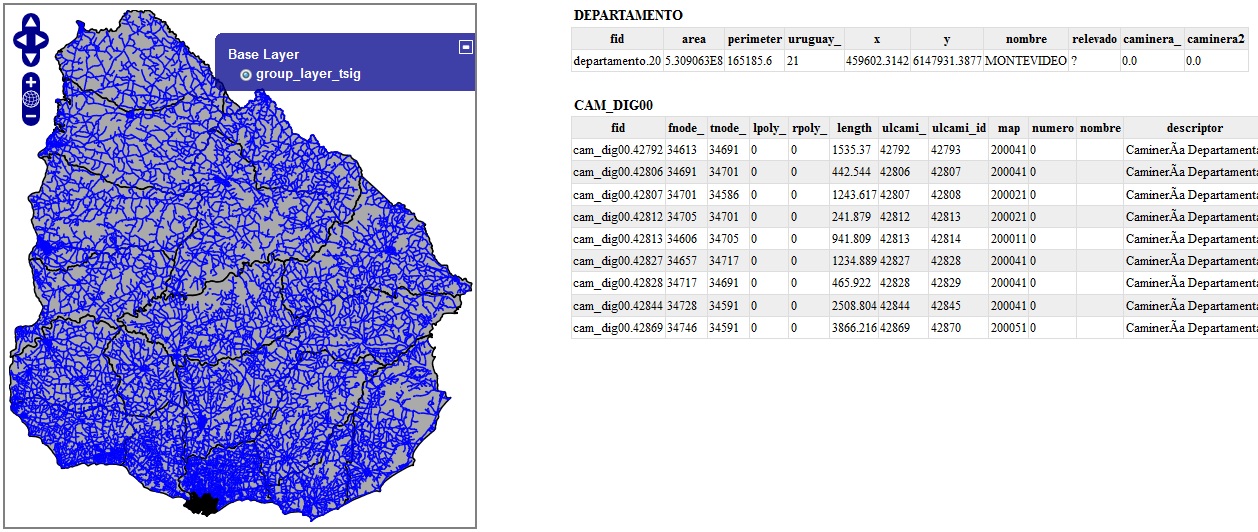 Base Layer
group_layer_tsig
DEPARTAMENTO
fid area perimeter uruguay_ x y nombre relevado caminera_ caminera2
departamento.20 5.309063E8 165185.6 21 459602.3142 6147931.3877 MONTEVIDEO ? 0.0 0.0
CAM_DIG00
fid fnode_ tnode_ lpoly_ rpoly_ length ulcami_ ulcami_id map numero nombre descriptor
cam_dig00.42792 34613 34691 0 0 1535.37 42792 42793 200041 0 CaminerÃa Departamenta
cam_dig00.42806 34691 34701 0 0 442.544 42806 42807 200041 0 CaminerÃa Departamenta
cam_dig00.42807 34701 34586 0 0 1243.617 42807 42808 200021 0 CaminerÃa Departamenta
cam_dig00.42812 34705 34701 0 0 241.879 42812 42813 200021 0 CaminerÃa Departamenta
cam_dig00.42813 34606 34705 0 0 941.809 42813 42814 200011 0 CaminerÃa Departamenta
cam_dig00.42827 34657 34717 0 0 1234.889 42827 42828 200041 0 CaminerÃa Departamenta
cam_dig00.42828 34717 34691 0 0 465.922 42828 42829 200041 0 CaminerÃa Departamenta
cam_dig00.42844 34728 34591 0 0 2508.804 42844 42845 200041 0 CaminerÃa Departamenta
cam_dig00.42869 34746 34591 0 0 3866.216 42869 42870 200051 0 CaminerÃa Departamenta